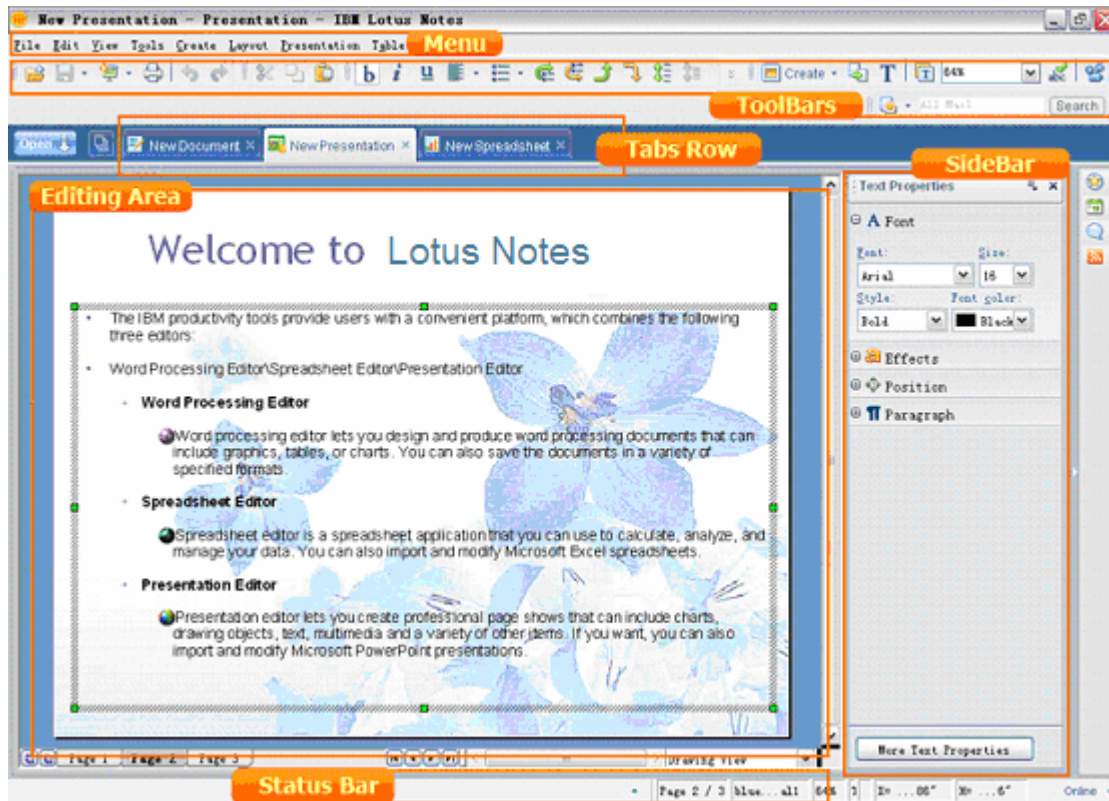 New Presentation - Presentation - IBM Lotus Notes
File Edit View Tools Create Layout Presentation Table
Menu
b i u Create T 64%
ToolBars
All Mail Search
Open New Document New Presentation New Spreadsheet
Tabs Row
SideBar
Editing Area
Welcome to Lotus Notes
The IBM productivity tools provide users with a convenient platform, which combines the following
three editors:
Word Processing Editor\Spreadsheet Editor\Presentation Editor
Word Processing Editor
Word processing editor lets you design and produce word processing documents that can
include graphics, tables, or charts. You can also save the documents in a variety of
specified formats.
Spreadsheet Editor
Spreadsheet editor is a spreadsheet application that you can use to calculate, analyze, and
manage your data. You can also import and modify Microsoft Excel spreadsheets.
Presentation Editor
Presentation editor lets you create professional page shows that can include charts,
drawing objects, text, multimedia and a variety of other items. If you want, you can also
import and modify Microsoft PowerPoint presentations.
Text Properties
A Font
Font: Size:
Arial 16
Style: Font color:
Bold Black
Effects
Position
Paragraph
More Text Properties
Page 1 Page 2 Page 3 Drawing View
Status Bar
Page 2 / 3 blue...alt 64% Online